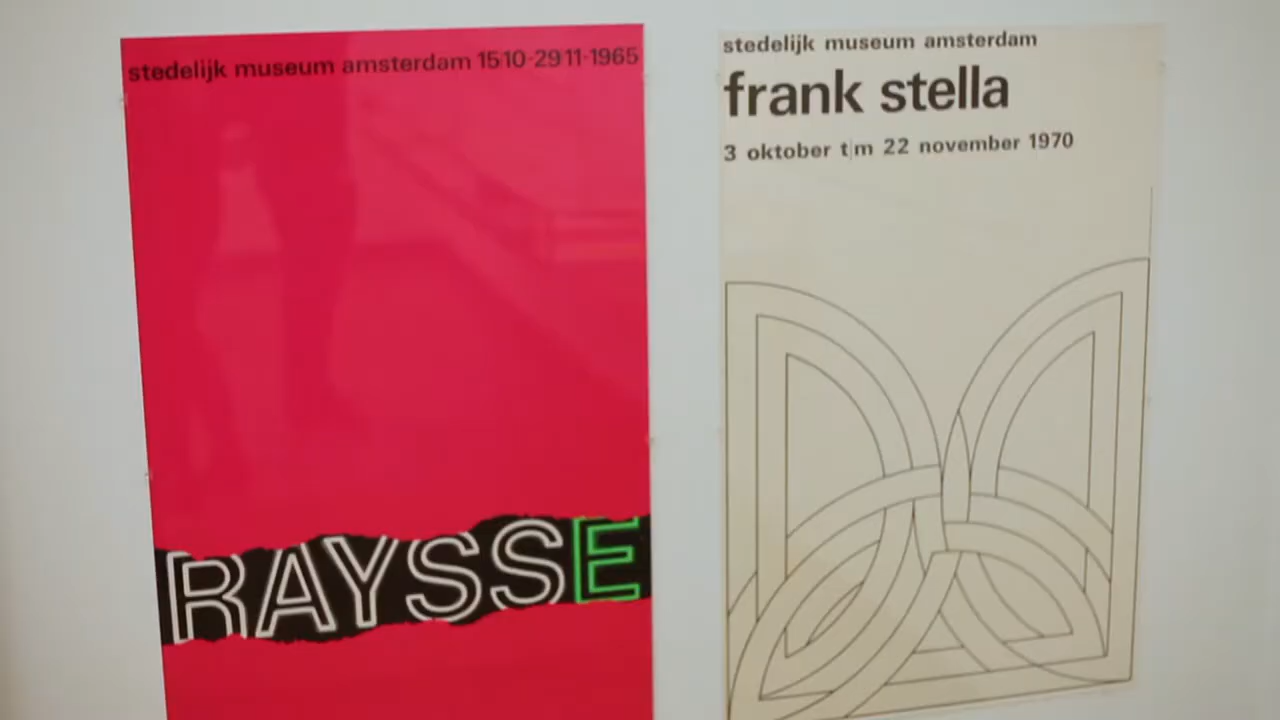 stedelijk museum amsterdam 15 10-29 11-1965
RAYSSE
stedelijk museum amsterdam
frank stella
3 oktober t|m 22 november 1970